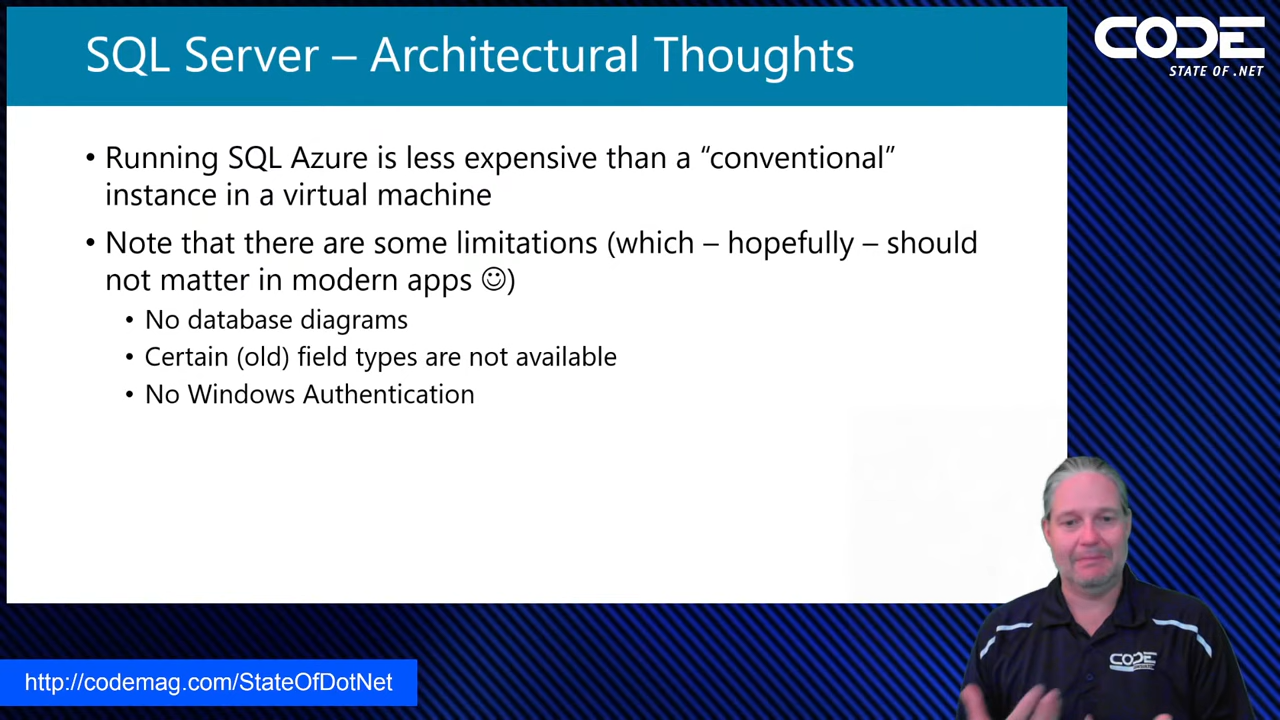 SQL Server – Architectural Thoughts
CODE
STATE OF .NET
• Running SQL Azure is less expensive than a “conventional”
instance in a virtual machine
• Note that there are some limitations (which – hopefully – should
not matter in modern apps ☺)
• No database diagrams
• Certain (old) field types are not available
• No Windows Authentication
CODE
http://codemag.com/StateOfDotNet